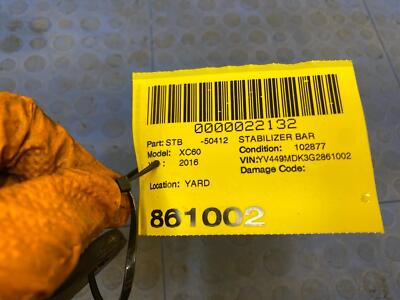 0000022132
Part: STB -50412 STABILIZER BAR
Model: XC60 Condition: 102877
: 2016 VIN:YV449MDK3G2861002
Damage Code:
Location: YARD
861002